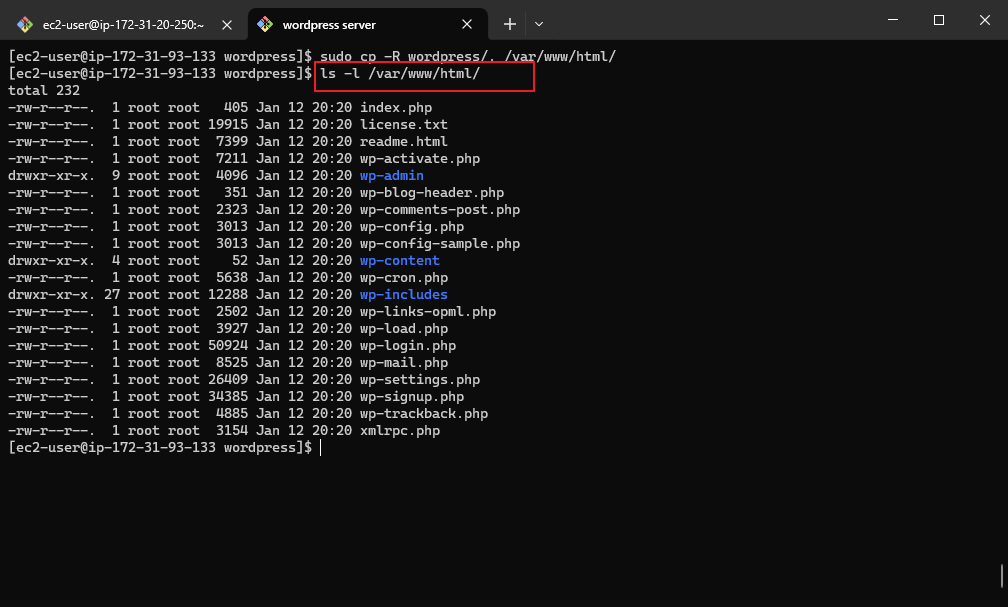 ec2-user@ip-172-31-20-250:~ wordpress server
[ec2-user@ip-172-31-93-133 wordpress]$ sudo cp -R wordpress/. /var/www/html/
[ec2-user@ip-172-31-93-133 wordpress]$ ls -l /var/www/html/
total 232
-rw-r--r--.  1 root root   405 Jan 12 20:20 index.php
-rw-r--r--.  1 root root 19915 Jan 12 20:20 license.txt
-rw-r--r--.  1 root root  7399 Jan 12 20:20 readme.html
-rw-r--r--.  1 root root  7211 Jan 12 20:20 wp-activate.php
drwxr-xr-x.  9 root root  4096 Jan 12 20:20 wp-admin
-rw-r--r--.  1 root root   351 Jan 12 20:20 wp-blog-header.php
-rw-r--r--.  1 root root  2323 Jan 12 20:20 wp-comments-post.php
-rw-r--r--.  1 root root  3013 Jan 12 20:20 wp-config.php
-rw-r--r--.  1 root root  3013 Jan 12 20:20 wp-config-sample.php
drwxr-xr-x.  4 root root    52 Jan 12 20:20 wp-content
-rw-r--r--.  1 root root  5638 Jan 12 20:20 wp-cron.php
drwxr-xr-x. 27 root root 12288 Jan 12 20:20 wp-includes
-rw-r--r--.  1 root root  2502 Jan 12 20:20 wp-links-opml.php
-rw-r--r--.  1 root root  3927 Jan 12 20:20 wp-load.php
-rw-r--r--.  1 root root 50924 Jan 12 20:20 wp-login.php
-rw-r--r--.  1 root root  8525 Jan 12 20:20 wp-mail.php
-rw-r--r--.  1 root root 26409 Jan 12 20:20 wp-settings.php
-rw-r--r--.  1 root root 34385 Jan 12 20:20 wp-signup.php
-rw-r--r--.  1 root root  4885 Jan 12 20:20 wp-trackback.php
-rw-r--r--.  1 root root  3154 Jan 12 20:20 xmlrpc.php
[ec2-user@ip-172-31-93-133 wordpress]$